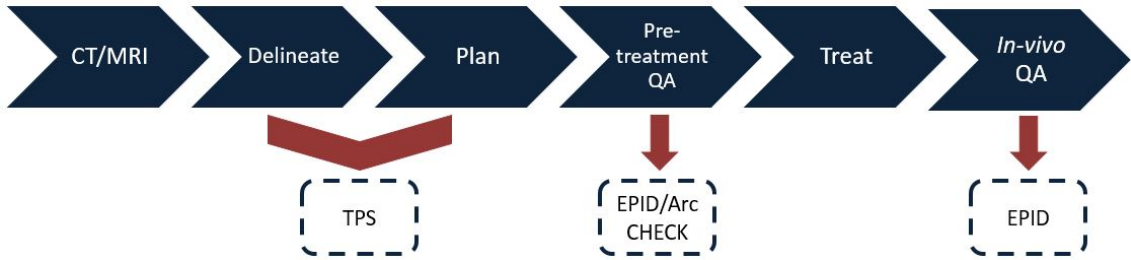 CT/MRI
Delineate
Plan
Pre-
treatment
QA
Treat
In-vivo
QA
TPS
EPID/Arc
CHECK
EPID